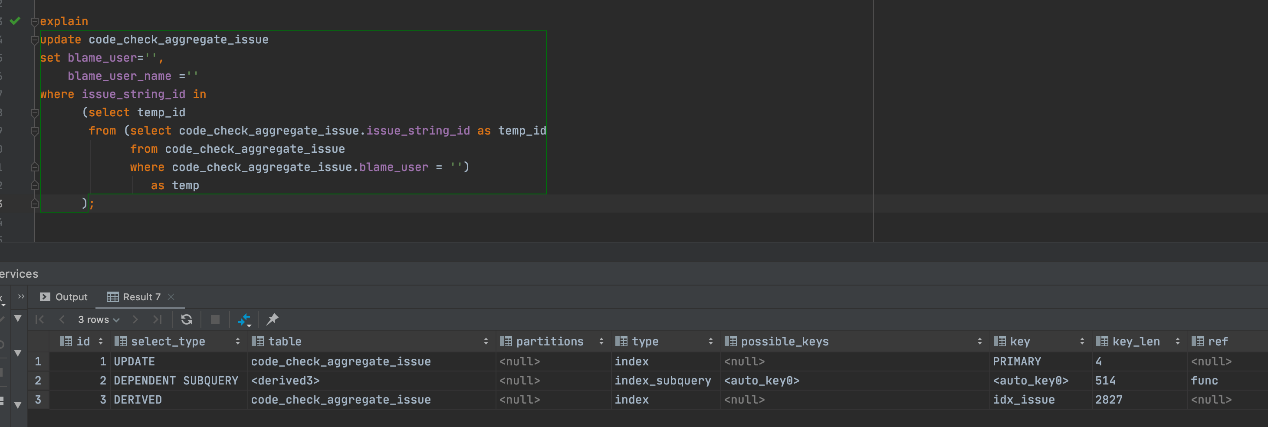 explain
update code_check_aggregate_issue
set blame_user='',
blame_user_name =''
where issue_string_id in
(select temp_id
from (select code_check_aggregate_issue.issue_string_id as temp_id
from code_check_aggregate_issue
where code_check_aggregate_issue.blame_user = '')
as temp
);
ervices
Output Result 7
3 rows
id select_type table partitions type possible_keys key key_len ref
1 1 UPDATE code_check_aggregate_issue <null> index <null> PRIMARY 4 <null>
2 2 DEPENDENT SUBQUERY <derived3> <null> index_subquery <auto_key0> <auto_key0> 514 func
3 3 DERIVED code_check_aggregate_issue <null> index <null> idx_issue 2827 <null>